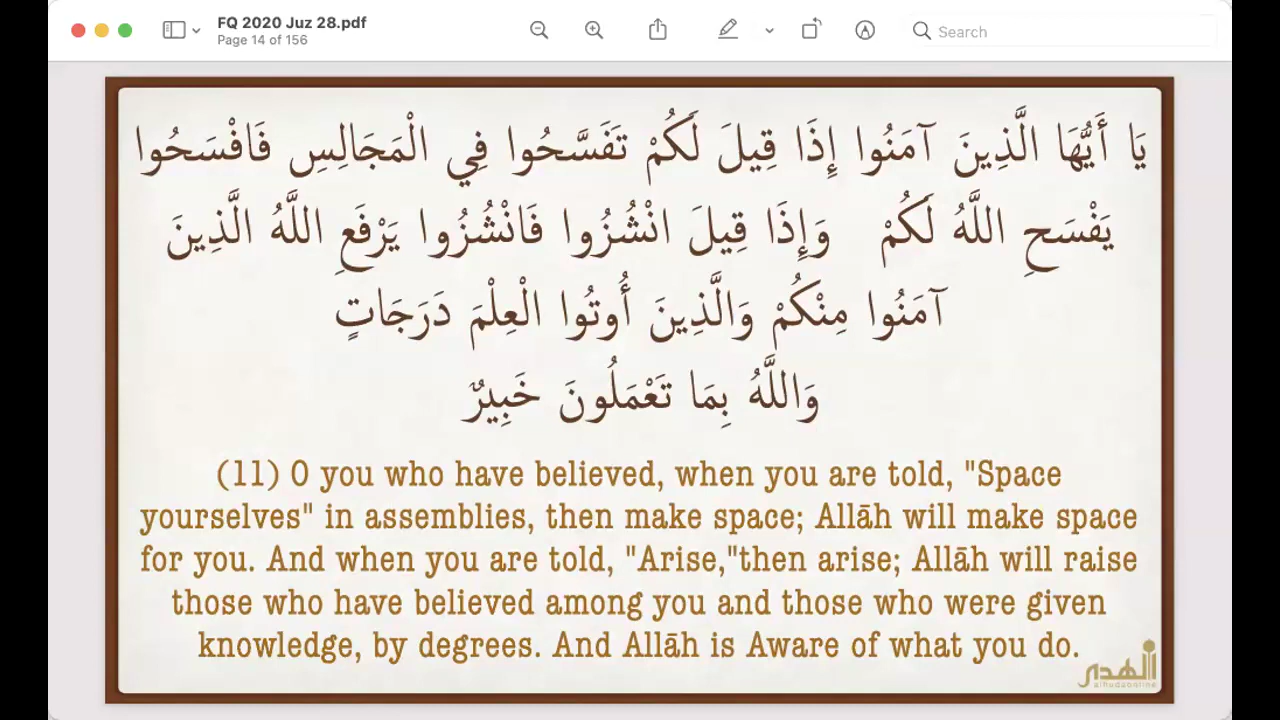 FQ 2020 Juz 28.pdf
Page 14 of 156
Search
يَا أَيُّهَا الَّذِينَ آمَنُوا إِذَا قِيلَ لَكُمْ تَفَسَّحُوا فِي الْمَجَالِسِ فَافْسَحُوا
يَفْسَحِ اللَّهُ لَكُمْ وَإِذَا قِيلَ انْشُزُوا فَانْشُزُوا يَرْفَعِ اللَّهُ الَّذِينَ
آمَنُوا مِنْكُمْ وَالَّذِينَ أُوتُوا الْعِلْمَ دَرَجَاتٍ
وَاللَّهُ بِمَا تَعْمَلُونَ خَبِيرٌ
(11) O you who have believed, when you are told, "Space
yourselves" in assemblies, then make space; Allāh will make space
for you. And when you are told, "Arise,"then arise; Allāh will raise
those who have believed among you and those who were given
knowledge, by degrees. And Allāh is Aware of what you do.
الهدى
alhudaonline